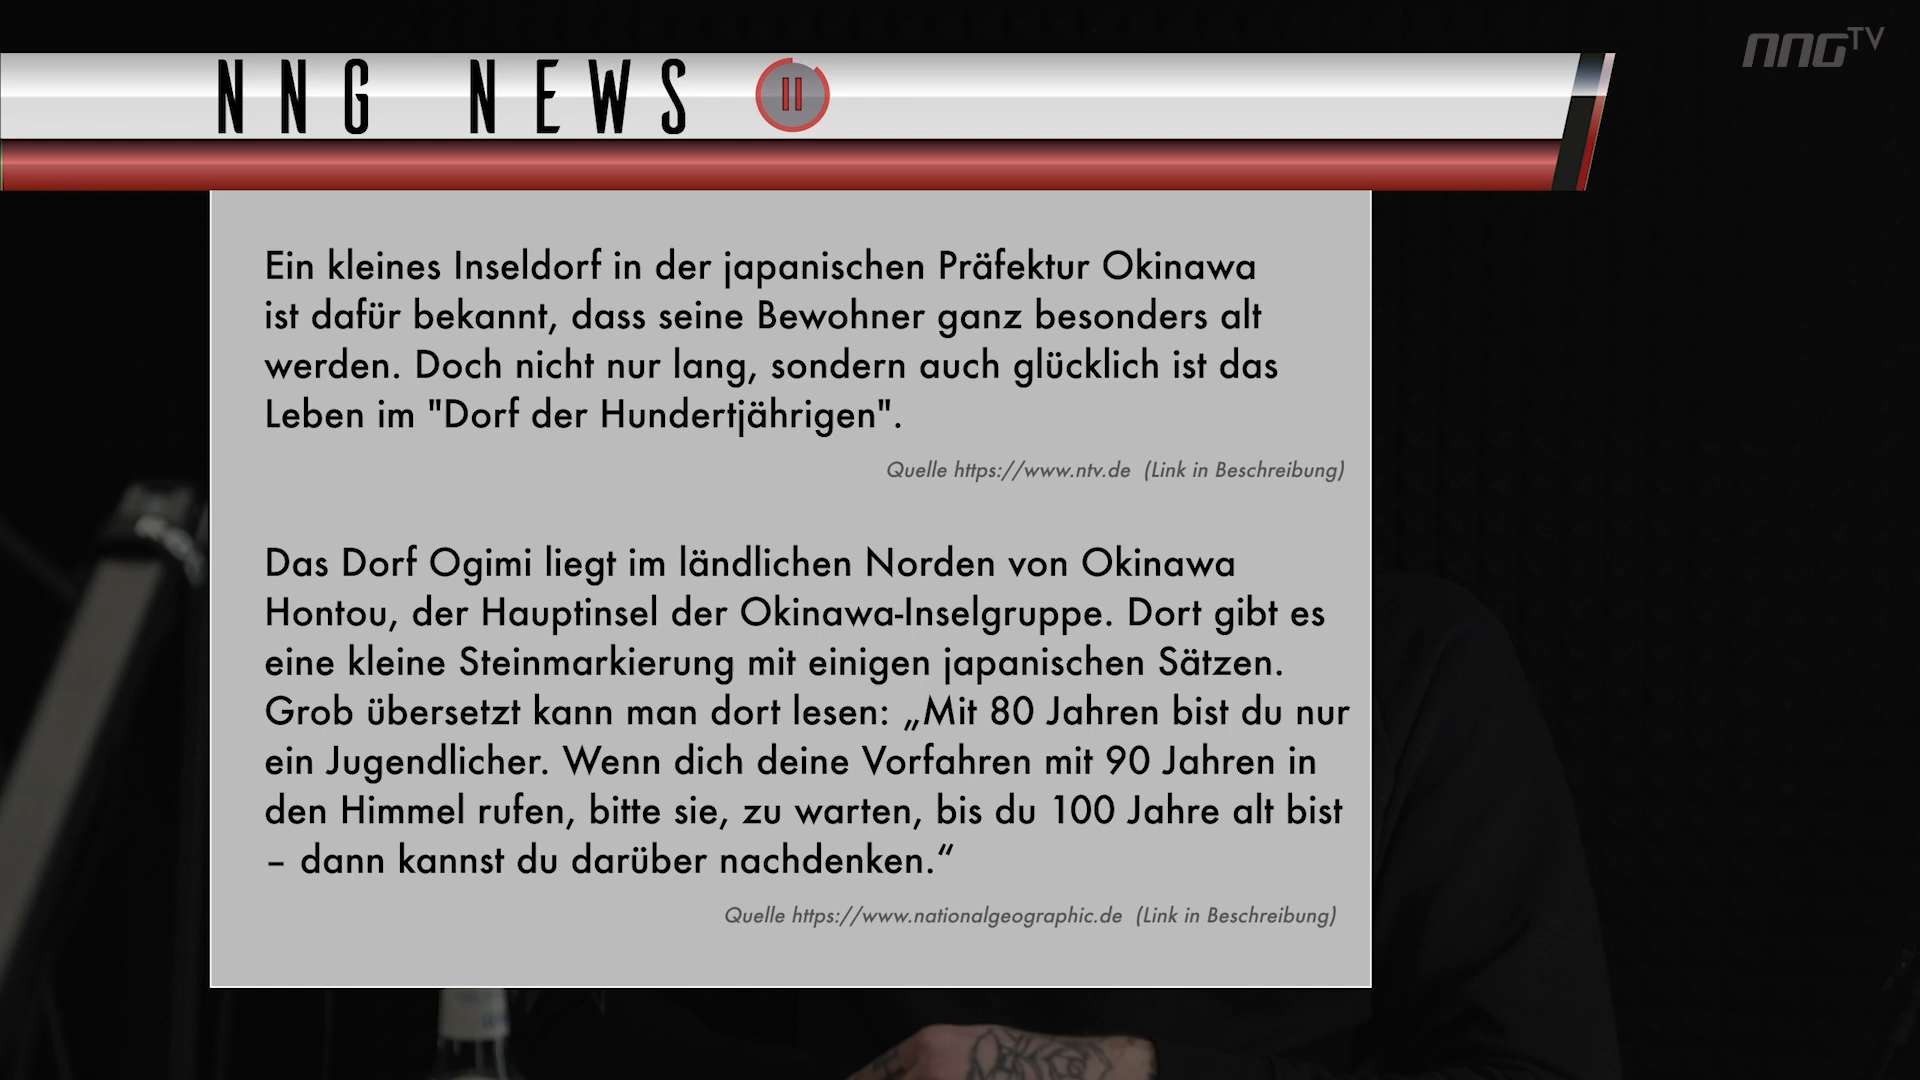 nnGTV
NNG NEWS
Ein kleines Inseldorf in der japanischen Präfektur Okinawa
ist dafür bekannt, dass seine Bewohner ganz besonders alt
werden. Doch nicht nur lang, sondern auch glücklich ist das
Leben im "Dorf der Hundertjährigen".
Quelle https://www.ntv.de (Link in Beschreibung)
Das Dorf Ogimi liegt im ländlichen Norden von Okinawa
Hontou, der Hauptinsel der Okinawa-Inselgruppe. Dort gibt es
eine kleine Steinmarkierung mit einigen japanischen Sätzen.
Grob übersetzt kann man dort lesen: „Mit 80 Jahren bist du nur
ein Jugendlicher. Wenn dich deine Vorfahren mit 90 Jahren in
den Himmel rufen, bitte sie, zu warten, bis du 100 Jahre alt bist
– dann kannst du darüber nachdenken.“
Quelle https://www.nationalgeographic.de (Link in Beschreibung)